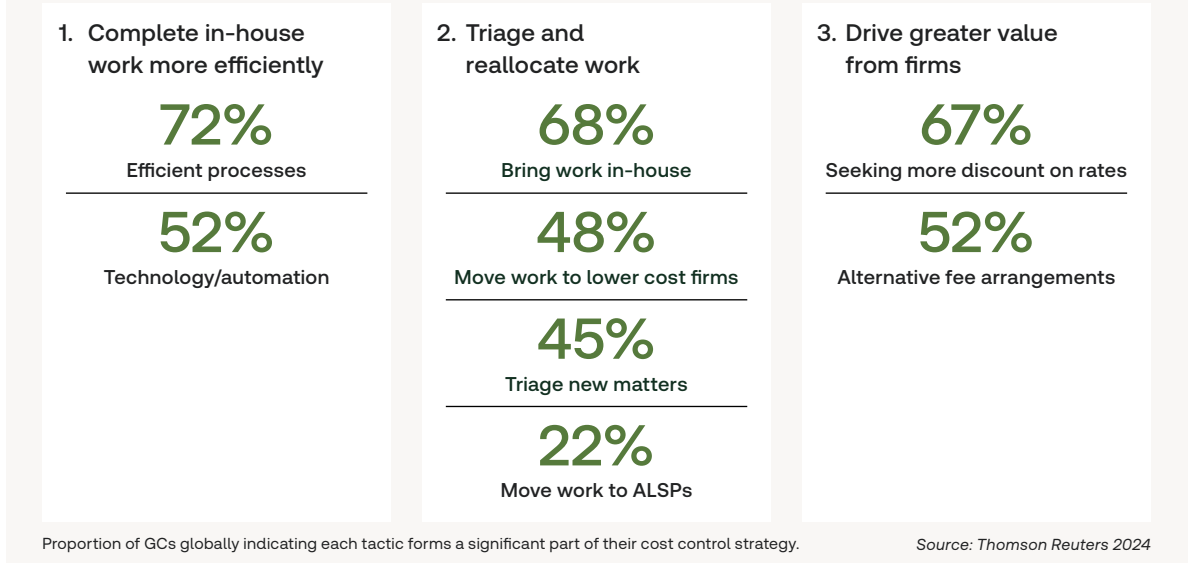 1. Complete in-house
work more efficiently
72%
Efficient processes
52%
Technology/automation
2. Triage and
reallocate work
68%
Bring work in-house
48%
Move work to lower cost firms
45%
Triage new matters
22%
Move work to ALSPs
3. Drive greater value
from firms
67%
Seeking more discount on rates
52%
Alternative fee arrangements
Proportion of GCs globally indicating each tactic forms a significant part of their cost control strategy.
Source: Thomson Reuters 2024